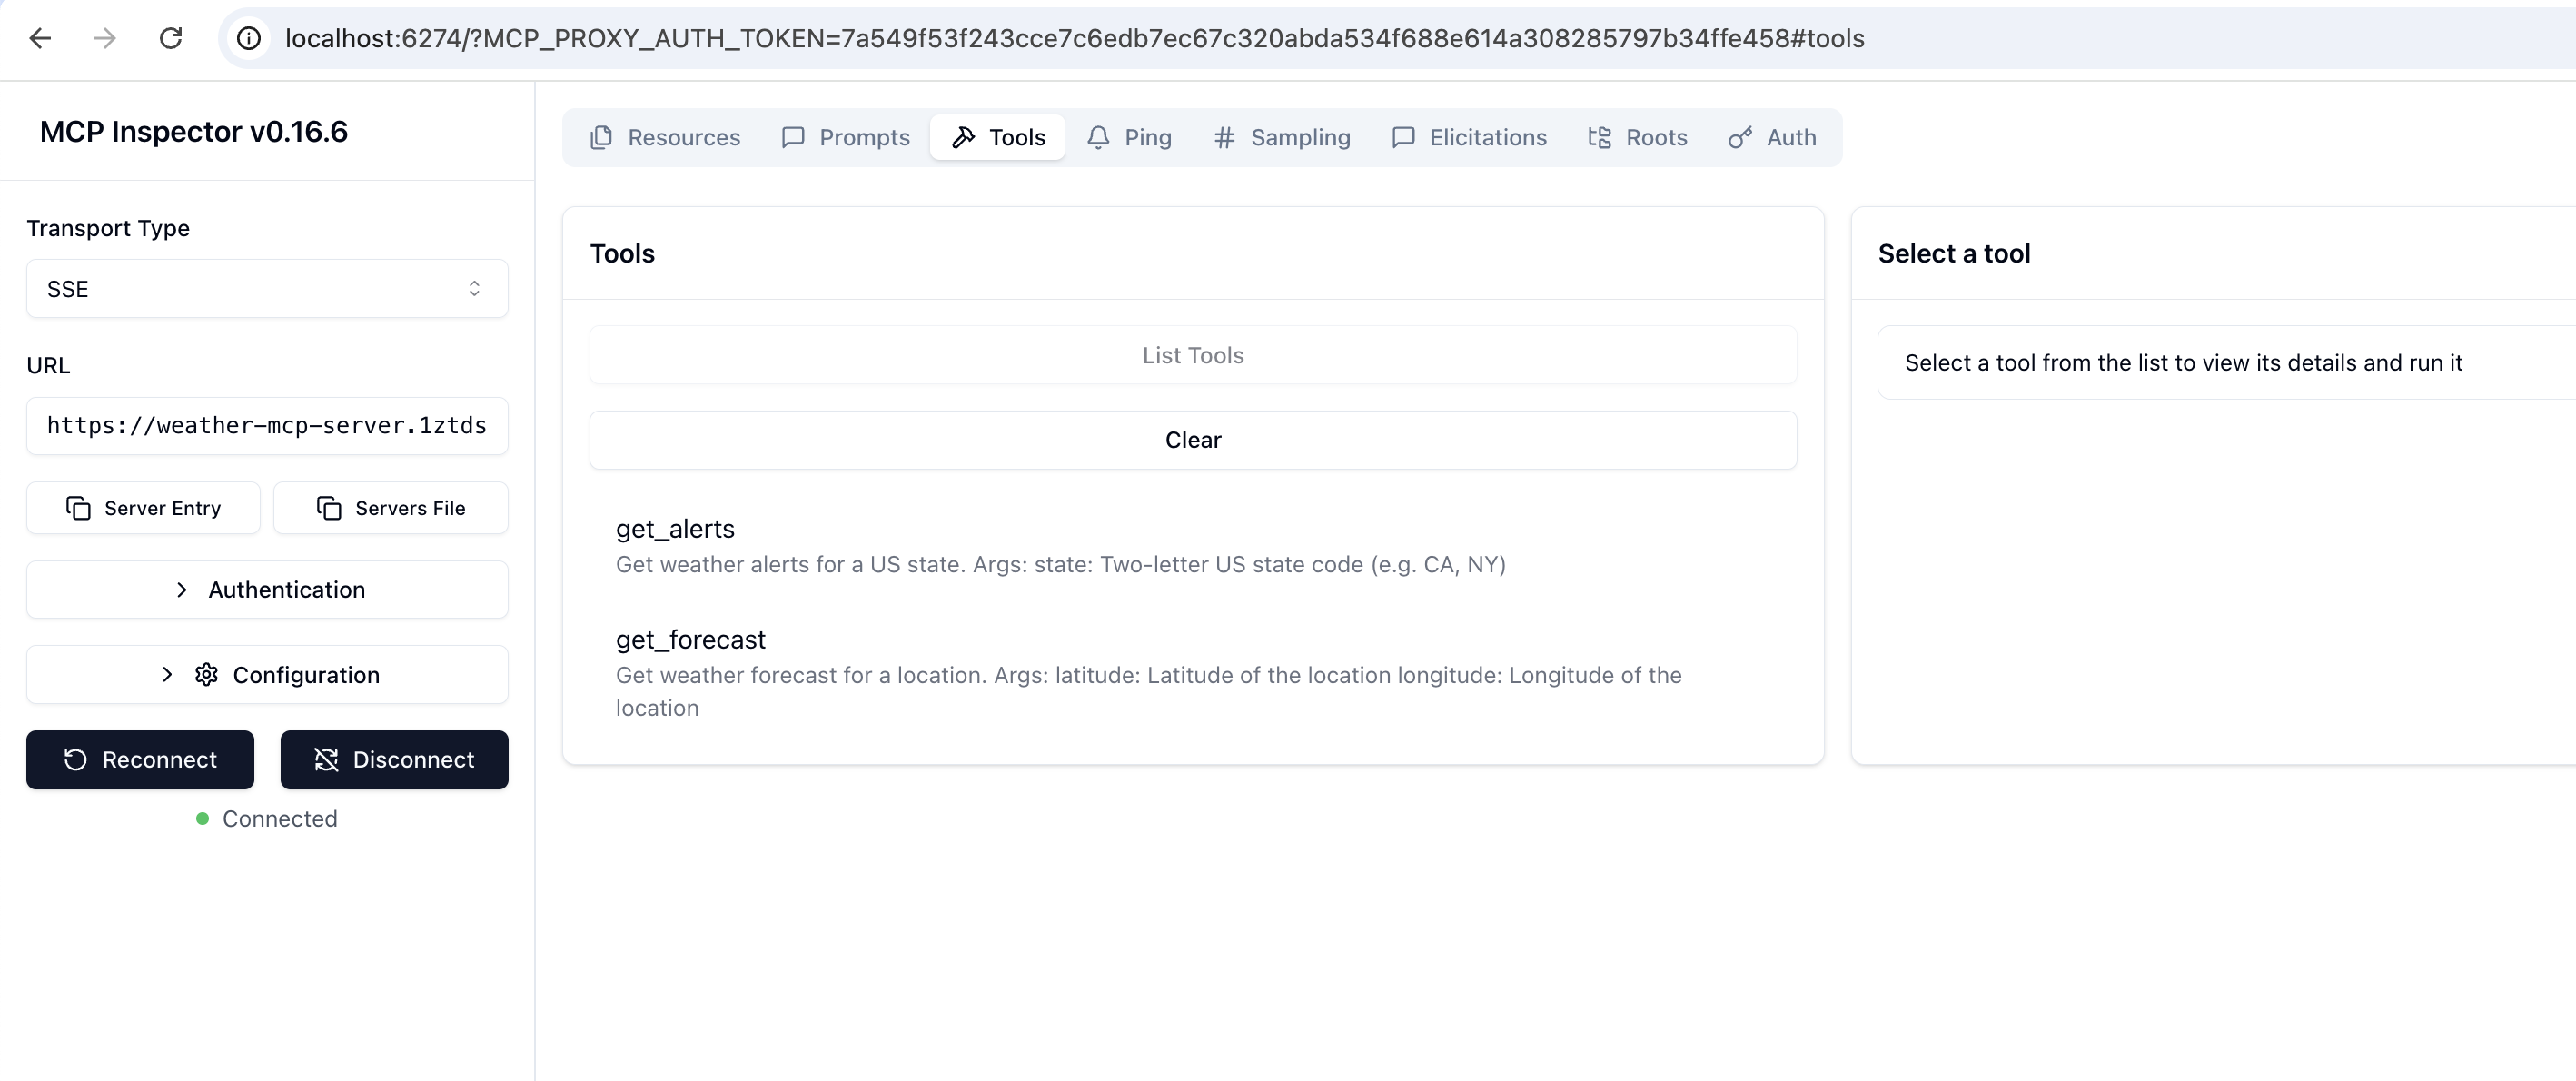 localhost:6274/?MCP_PROXY_AUTH_TOKEN=7a549f53f243cce7c6edb7ec67c320abda534f688e614a308285797b34ffe458#tools
MCP Inspector v0.16.6
Transport Type
SSE
URL
https://weather-mcp-server.1ztds
Server Entry
Servers File
Authentication
Configuration
Reconnect
Disconnect
Connected
Resources
Prompts
Tools
Ping
Sampling
Elicitations
Roots
Auth
Tools
List Tools
Clear
get_alerts
Get weather alerts for a US state. Args: state: Two-letter US state code (e.g. CA, NY)
get_forecast
Get weather forecast for a location. Args: latitude: Latitude of the location longitude: Longitude of the
location
Select a tool
Select a tool from the list to view its details and run it